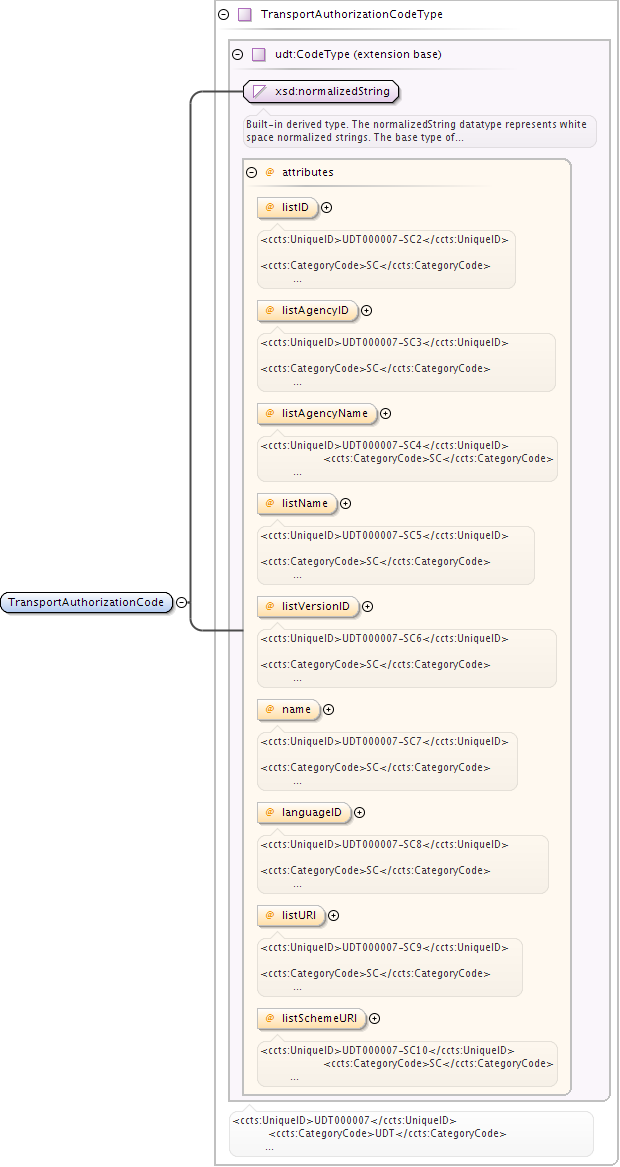 TransportAuthorizationCodeType
udt:CodeType (extension base)
xsd:normalizedString
Built-in derived type. The normalizedString datatype represents white
space normalized strings. The base type of...
@ attributes
@ listID
<ccts:UniqueID>UDT000007-SC2</ccts:UniqueID>
<ccts:CategoryCode>SC</ccts:CategoryCode>
...
@ listAgencyID
<ccts:UniqueID>UDT000007-SC3</ccts:UniqueID>
<ccts:CategoryCode>SC</ccts:CategoryCode>
...
@ listAgencyName
<ccts:UniqueID>UDT000007-SC4</ccts:UniqueID>
<ccts:CategoryCode>SC</ccts:CategoryCode>
...
@ listName
<ccts:UniqueID>UDT000007-SC5</ccts:UniqueID>
<ccts:CategoryCode>SC</ccts:CategoryCode>
...
TransportAuthorizationCode
@ listVersionID
<ccts:UniqueID>UDT000007-SC6</ccts:UniqueID>
<ccts:CategoryCode>SC</ccts:CategoryCode>
...
@ name
<ccts:UniqueID>UDT000007-SC7</ccts:UniqueID>
<ccts:CategoryCode>SC</ccts:CategoryCode>
...
@ languageID
<ccts:UniqueID>UDT000007-SC8</ccts:UniqueID>
<ccts:CategoryCode>SC</ccts:CategoryCode>
...
@ listURI
<ccts:UniqueID>UDT000007-SC9</ccts:UniqueID>
<ccts:CategoryCode>SC</ccts:CategoryCode>
...
@ listSchemeURI
<ccts:UniqueID>UDT000007-SC10</ccts:UniqueID>
<ccts:CategoryCode>SC</ccts:CategoryCode>
...
<ccts:UniqueID>UDT000007</ccts:UniqueID>
<ccts:CategoryCode>UDT</ccts:CategoryCode>
...